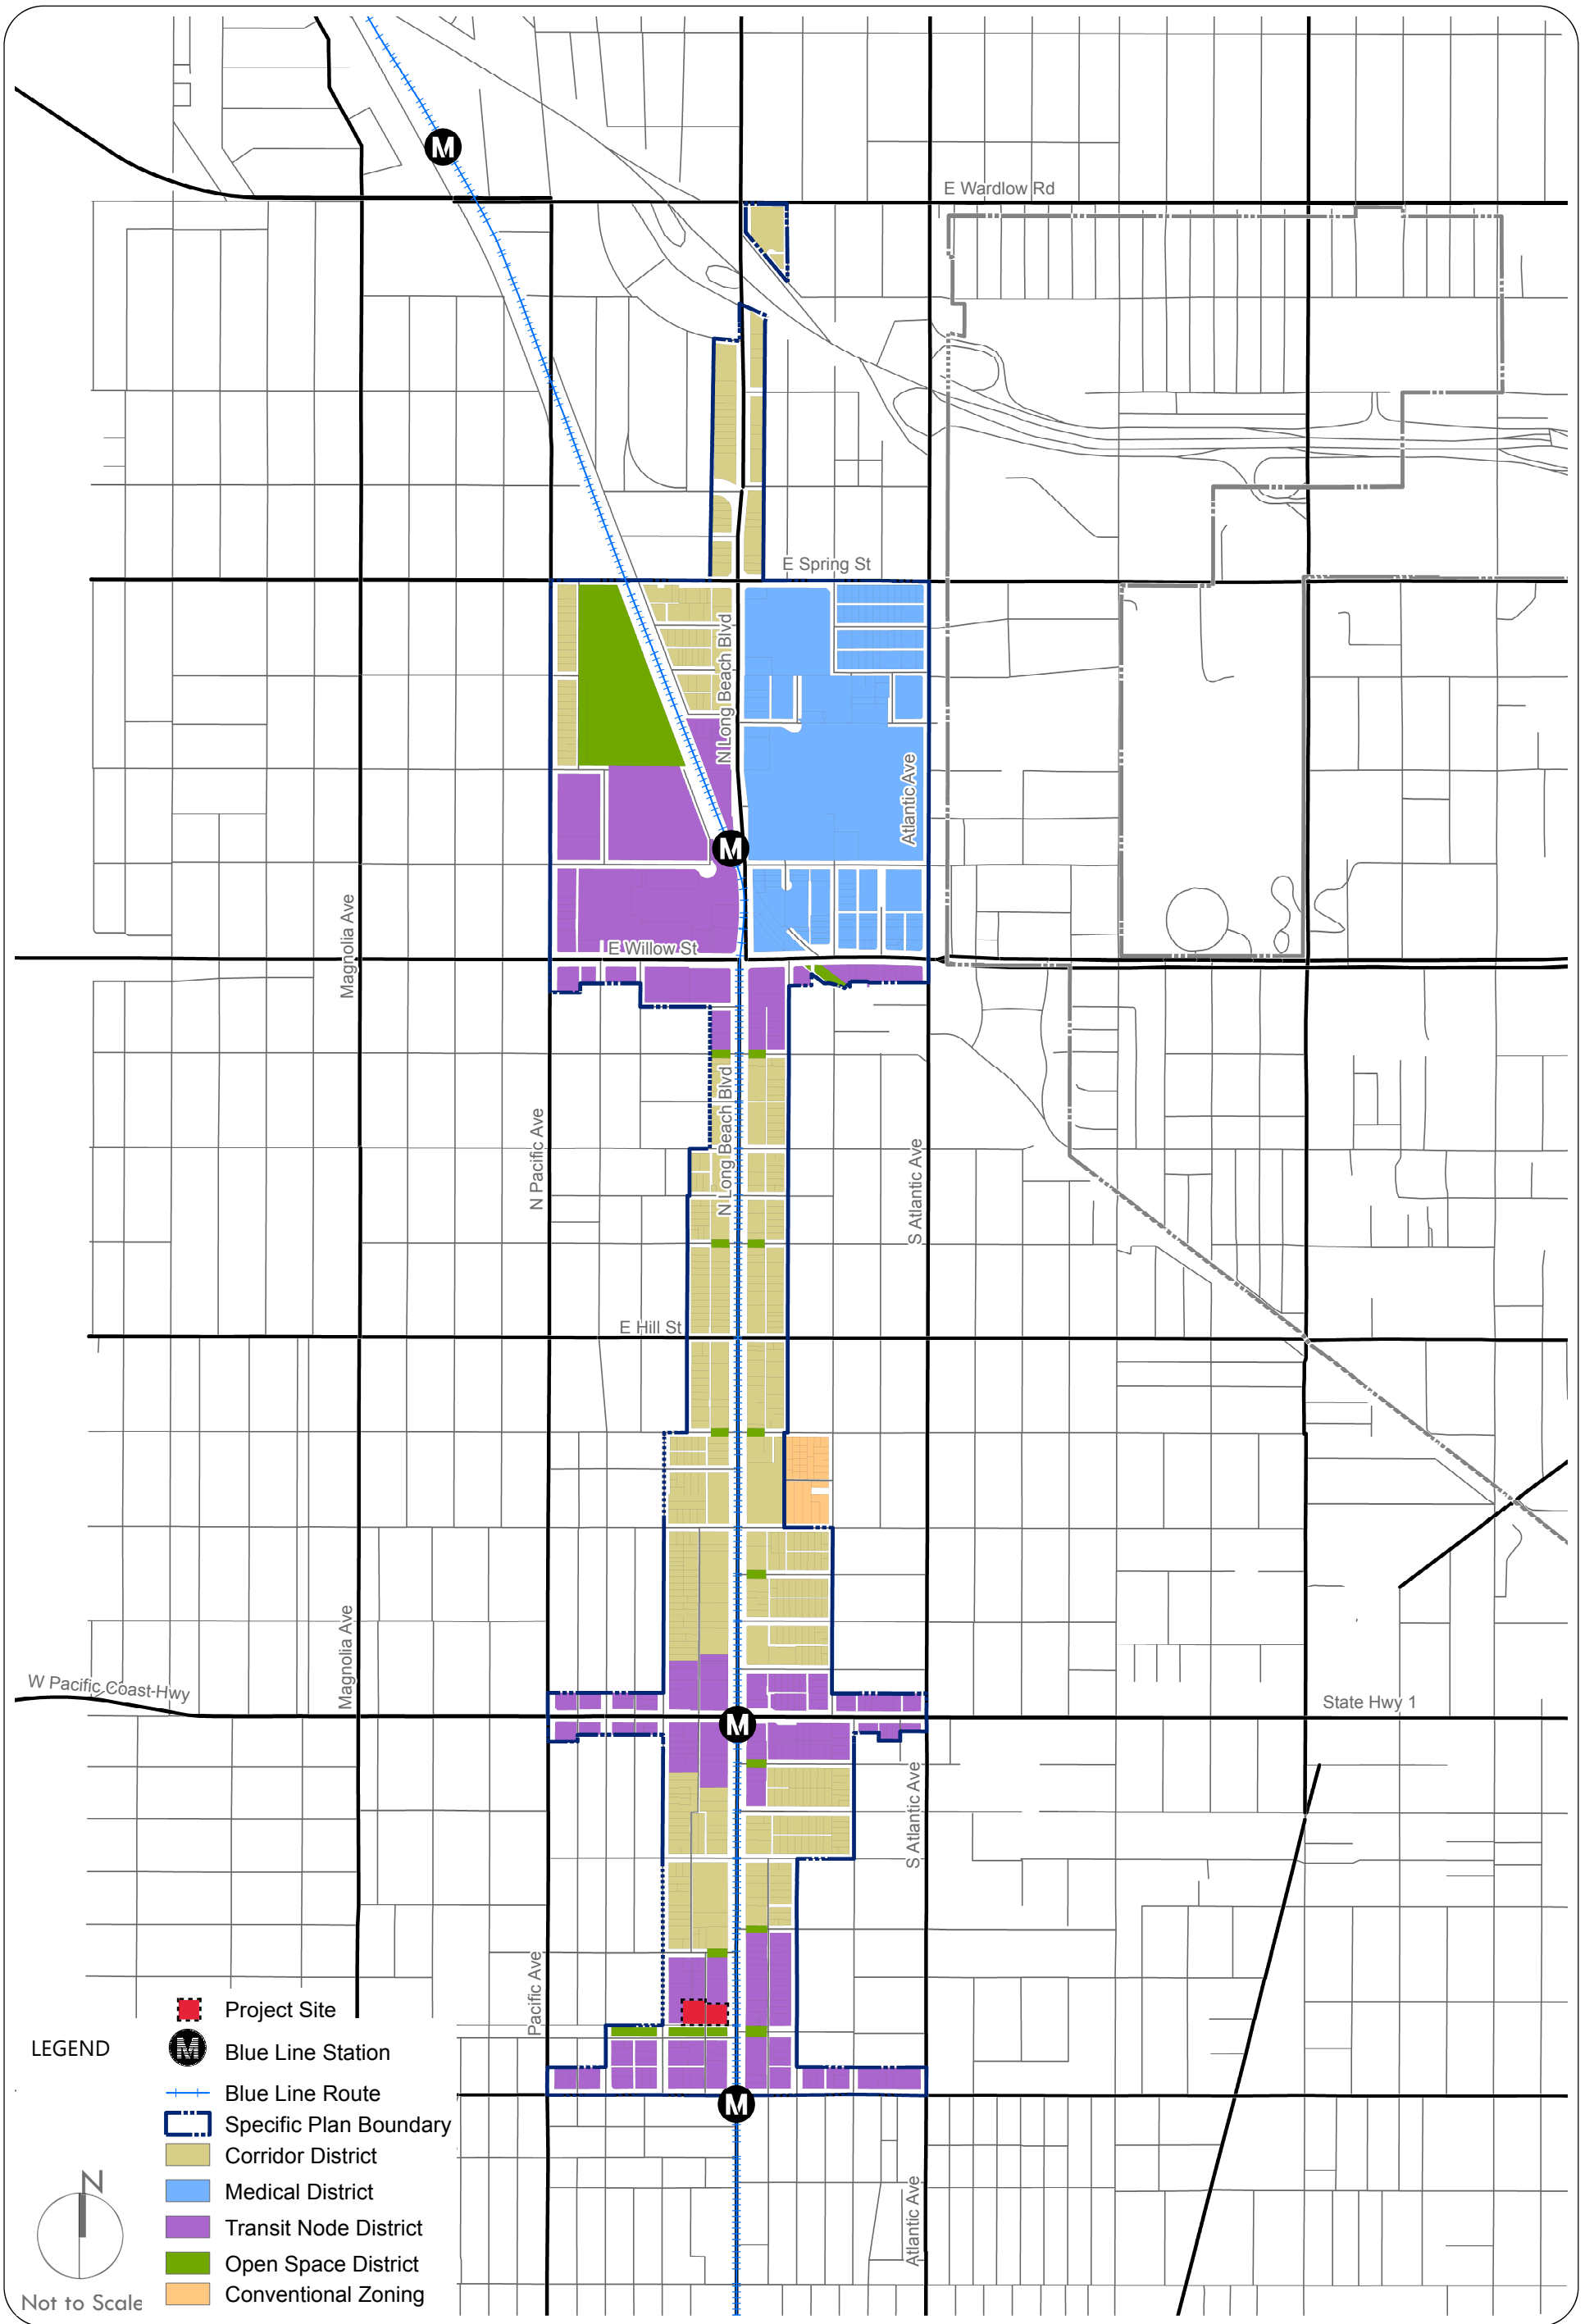 M
E Wardlow Rd
E Spring St
N Long Beach Blvd
Atlantic Ave
M
Magnolia Ave
E Willow St
N Pacific Ave
N Long Beach Blvd
S Atlantic Ave
E Hill St
Magnolia Ave
W Pacific Coast-Hwy
State Hwy 1
M
S Atlantic Ave
Pacific Ave
LEGEND
Project Site
M
Blue Line Station
Blue Line Route
Specific Plan Boundary
Corridor District
Medical District
Transit Node District
Open Space District
Conventional Zoning
M
Atlantic Ave
N
Not to Scale